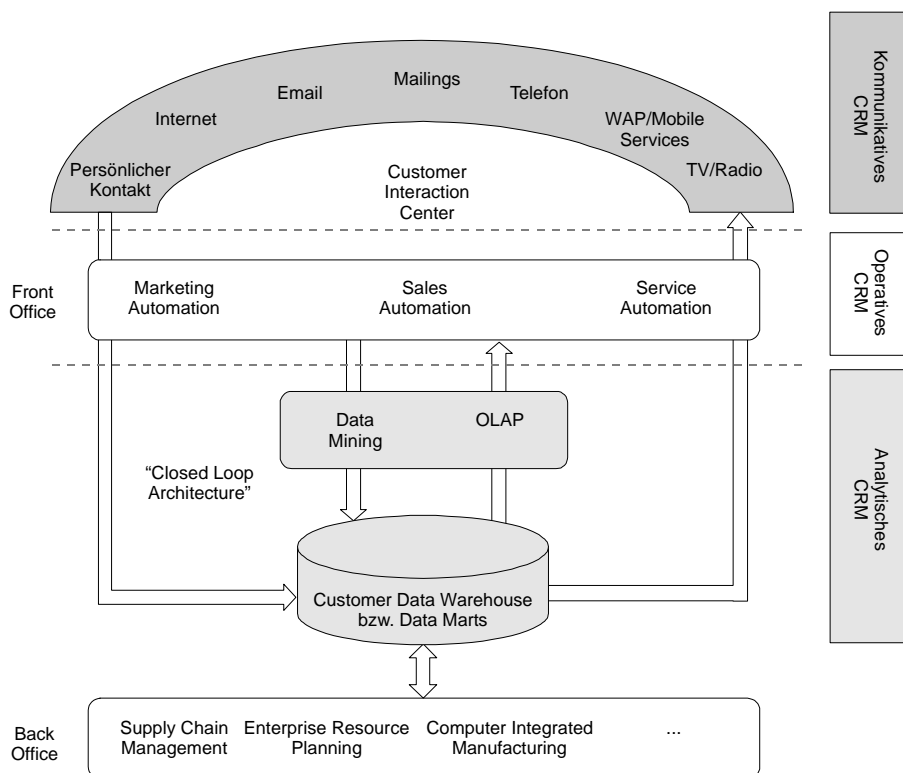 Mailings
Email
Telefon
Internet
WAP/Mobile
Services
Persönlicher
Kontakt
TV/Radio
Customer
Interaction
Center
Kommunikatives
CRM
Front
Office
Marketing
Automation
Sales
Automation
Service
Automation
Operatives
CRM
Data
Mining
OLAP
“Closed Loop
Architecture”
Analytisches
CRM
Customer Data Warehouse
bzw. Data Marts
Back
Office
Supply Chain
Management
Enterprise Resource
Planning
Computer Integrated
Manufacturing
...